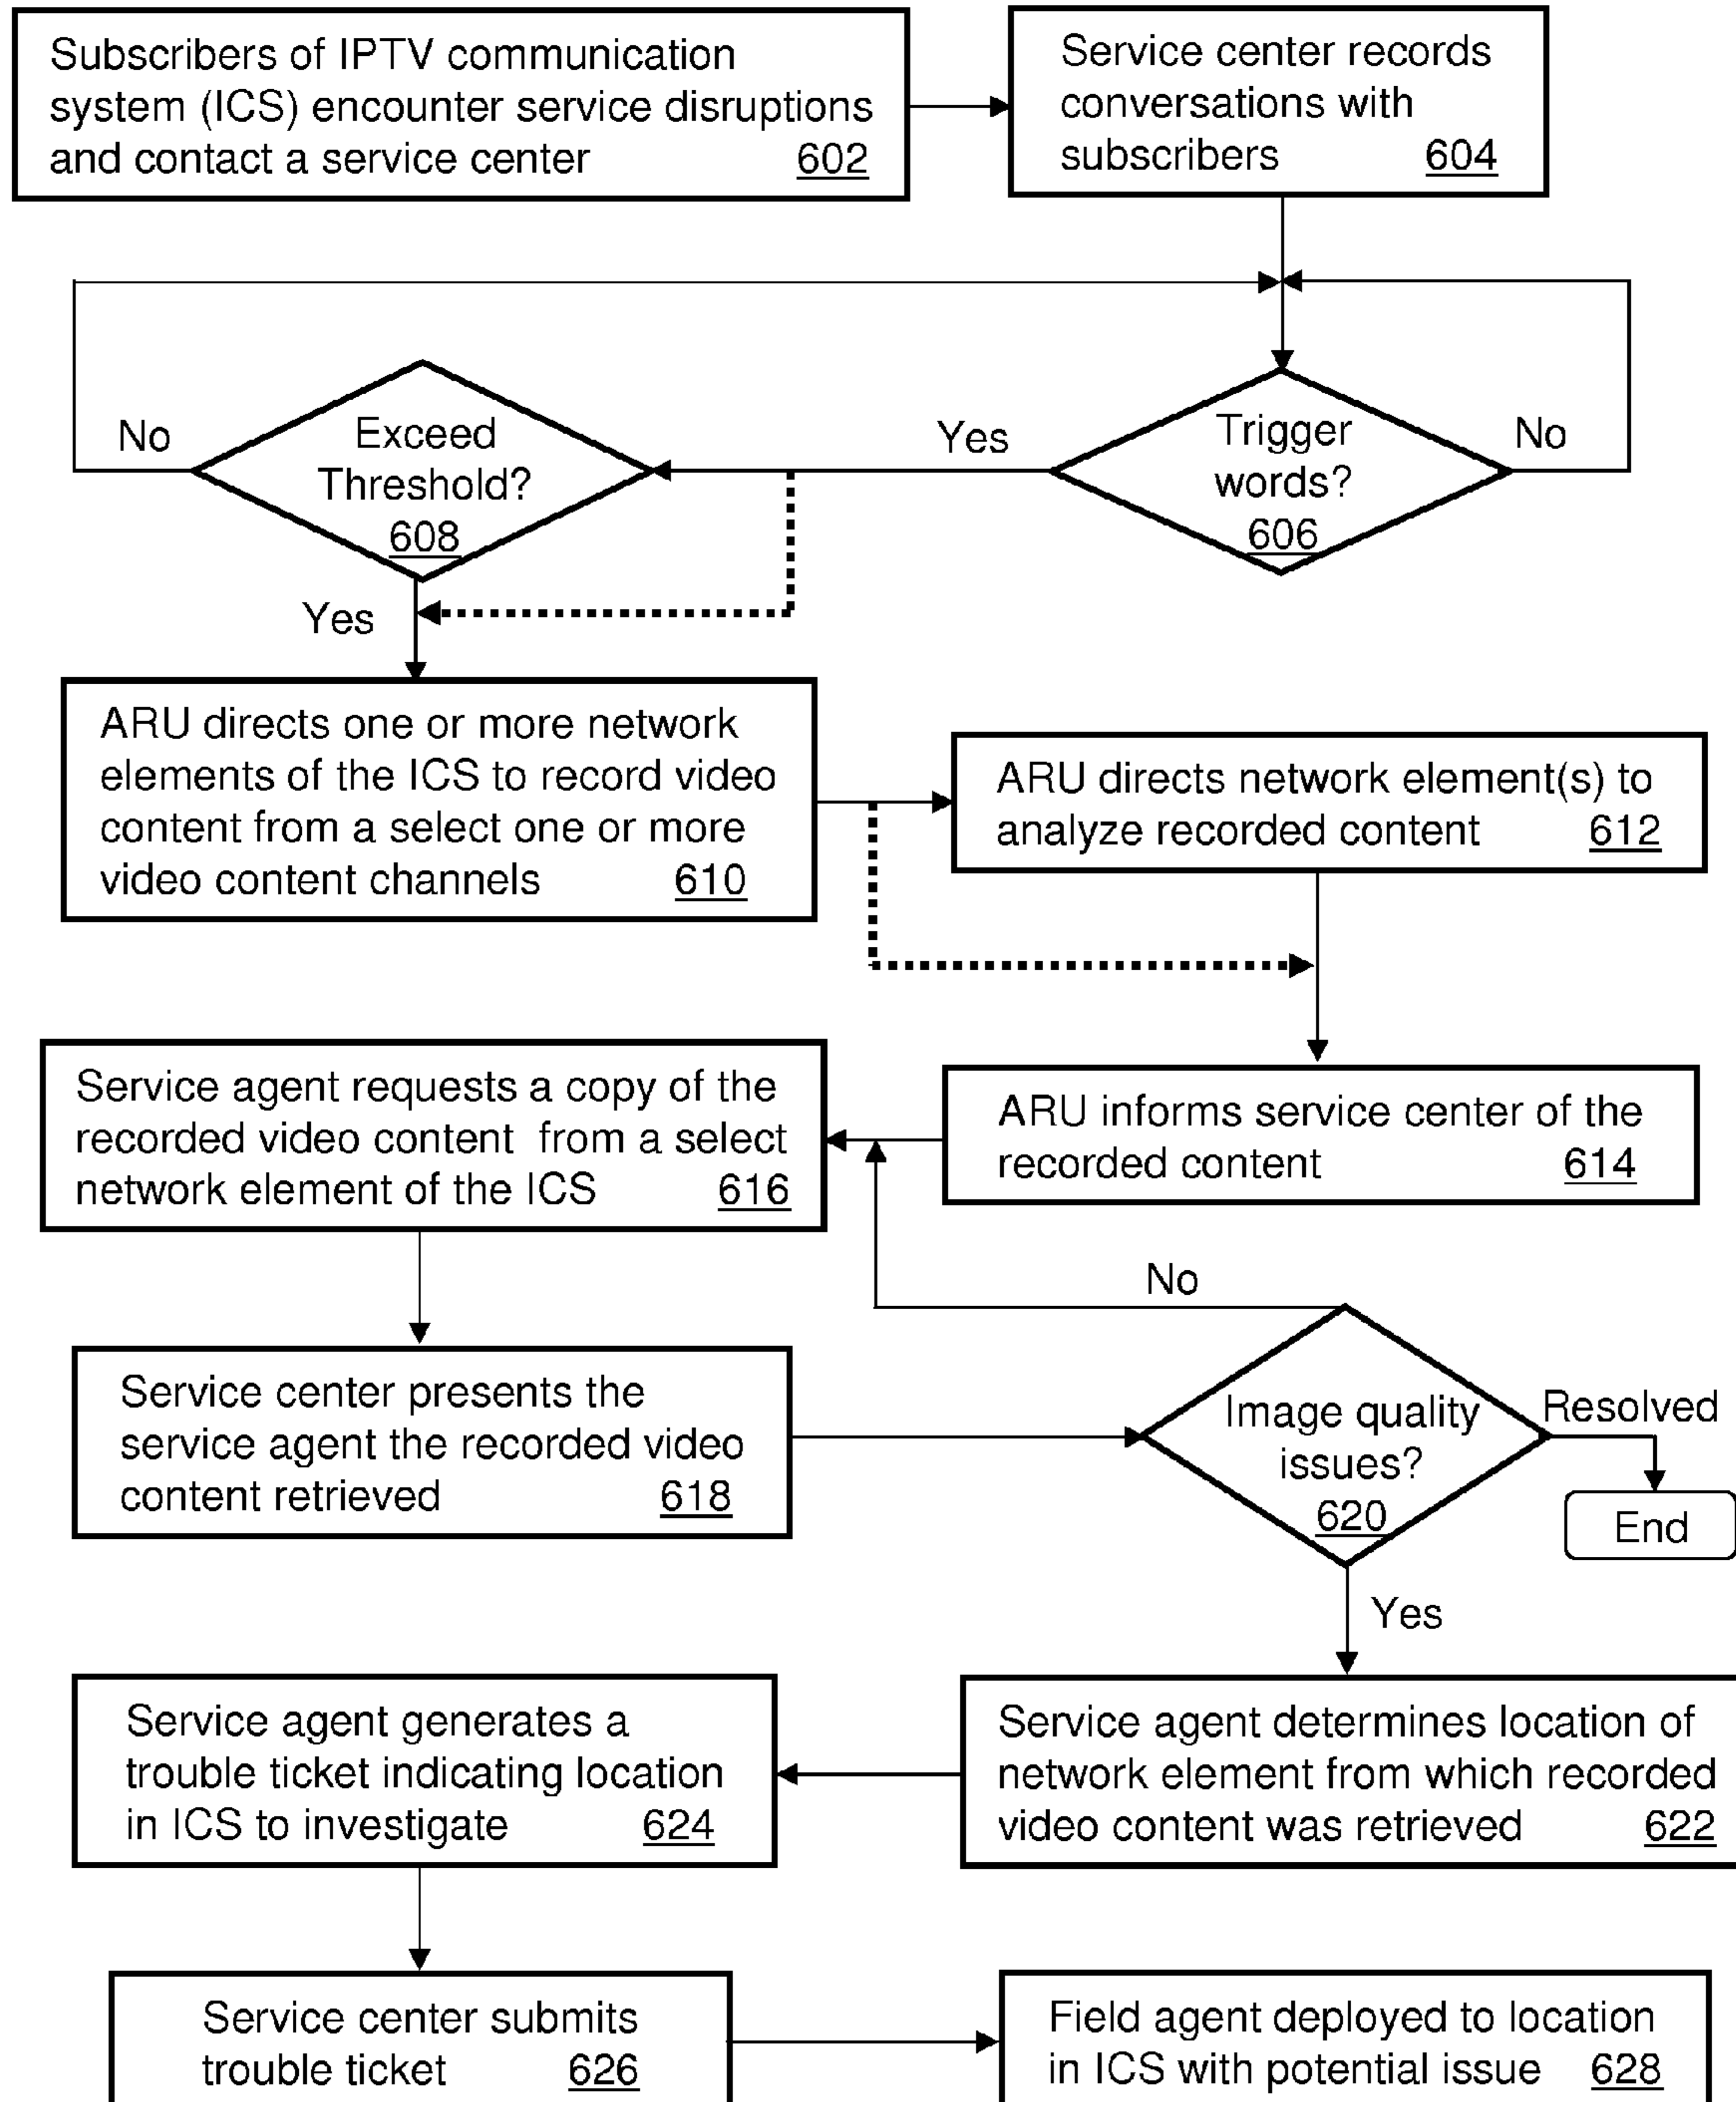 Subscribers of IPTV communication
system (ICS) encounter service disruptions
and contact a service center 602
Service center records
conversations with
subscribers 604
No
Exceed
Threshold?
608
Yes
Yes
Trigger
words?
606
No
ARU directs one or more network
elements of the ICS to record video
content from a select one or more
video content channels 610
ARU directs network element(s) to
analyze recorded content 612
ARU informs service center of the
recorded content 614
Service agent requests a copy of the
recorded video content from a select
network element of the ICS 616
No
Service center presents the
service agent the recorded video
content retrieved 618
Image quality
issues?
620
Resolved
End
Yes
Service agent determines location of
network element from which recorded
video content was retrieved 622
Service agent generates a
trouble ticket indicating location
in ICS to investigate 624
Service center submits
trouble ticket 626
Field agent deployed to location
in ICS with potential issue 628